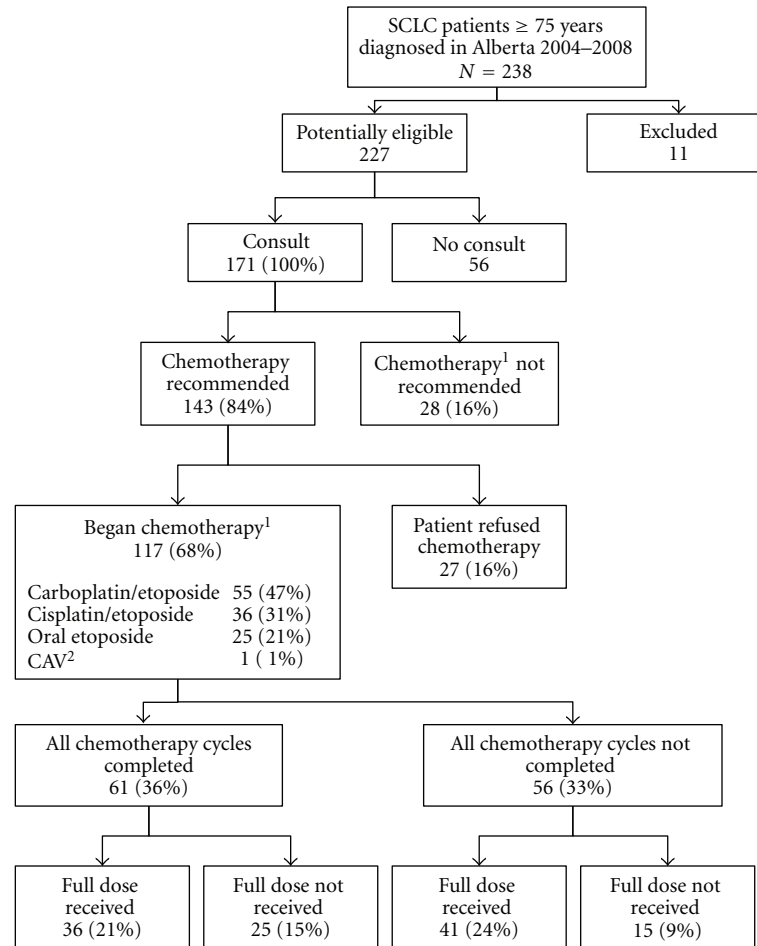 SCLC patients ≥ 75 years
diagnosed in Alberta 2004–2008
N = 238
Potentially eligible
227
Excluded
11
Consult
171 (100%)
No consult
56
Chemotherapy
recommended
143 (84%)
Chemotherapy¹ not
recommended
28 (16%)
Began chemotherapy¹
117 (68%)
Carboplatin/etoposide 55 (47%)
Cisplatin/etoposide 36 (31%)
Oral etoposide 25 (21%)
CAV² 1 ( 1%)
Patient refused
chemotherapy
27 (16%)
All chemotherapy cycles
completed
61 (36%)
All chemotherapy cycles not
completed
56 (33%)
Full dose
received
36 (21%)
Full dose not
received
25 (15%)
Full dose
received
41 (24%)
Full dose not
received
15 (9%)